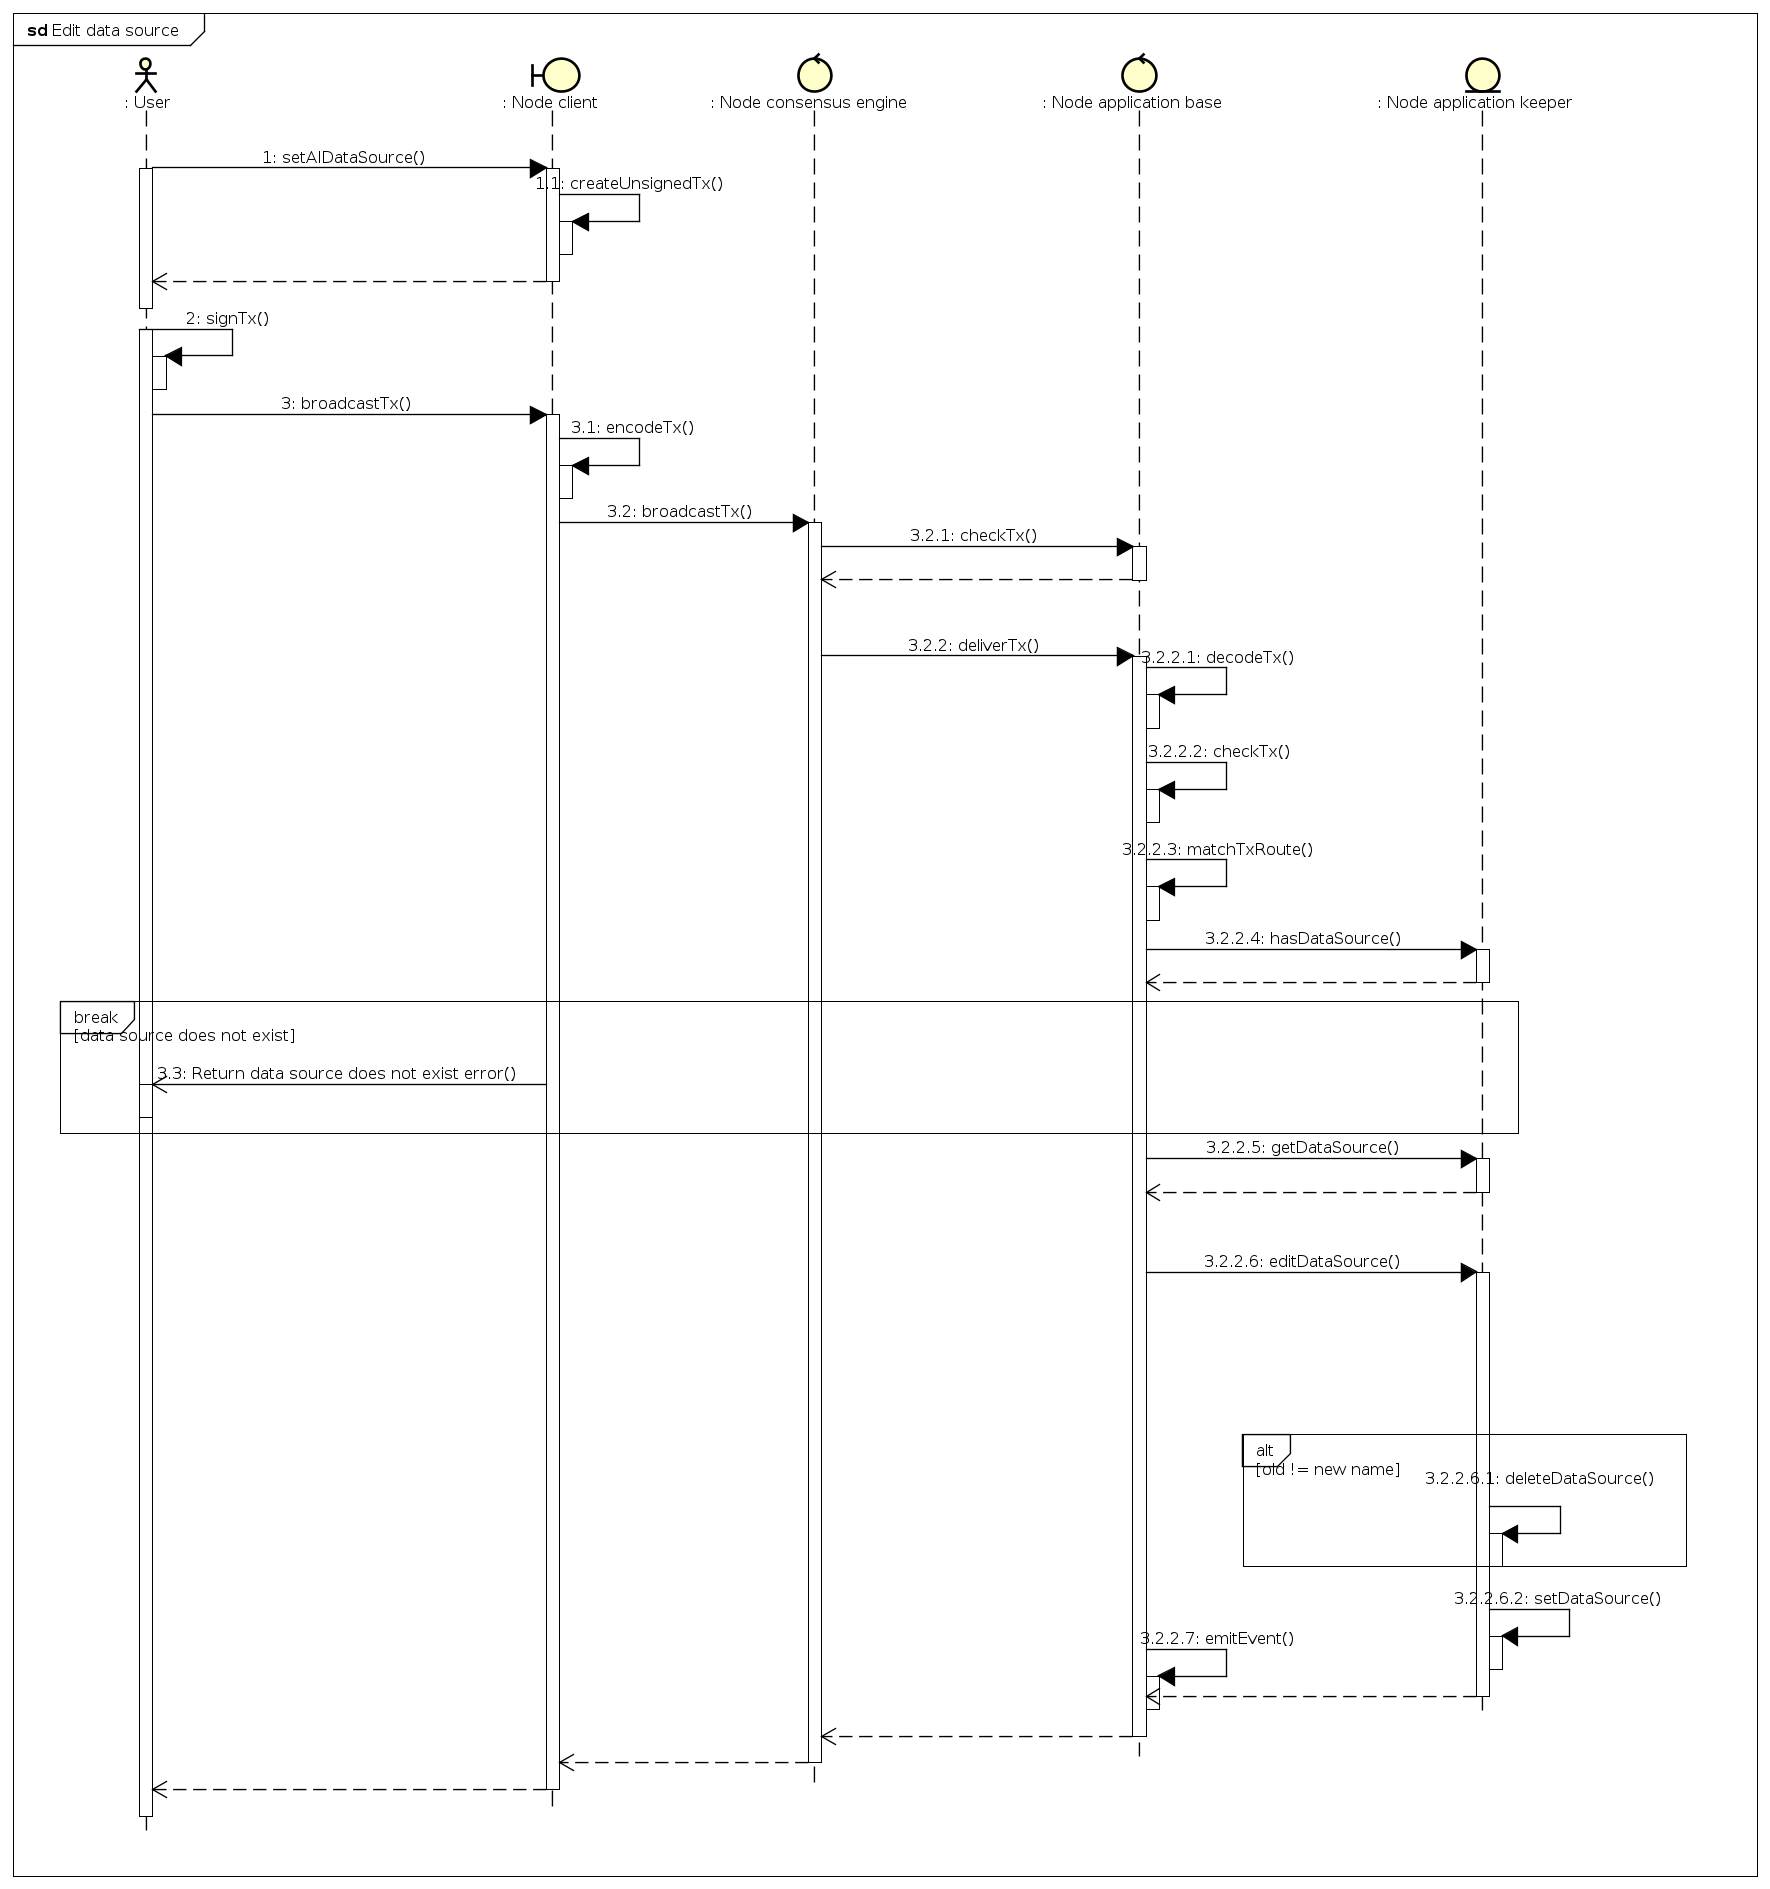 sd Edit data source
: User
: Node client
: Node consensus engine
: Node application base
: Node application keeper
1: setAIDataSource()
1.1: createUnsignedTx()
2: signTx()
3: broadcastTx()
3.1: encodeTx()
3.2: broadcastTx()
3.2.1: checkTx()
3.2.2: deliverTx()
3.2.2.1: decodeTx()
3.2.2.2: checkTx()
3.2.2.3: matchTxRoute()
3.2.2.4: hasDataSource()
break
[data source does not exist]
3.3: Return data source does not exist error()
3.2.2.5: getDataSource()
3.2.2.6: editDataSource()
alt
[old != new name]
3.2.2.6.1: deleteDataSource()
3.2.2.6.2: setDataSource()
3.2.2.7: emitEvent()